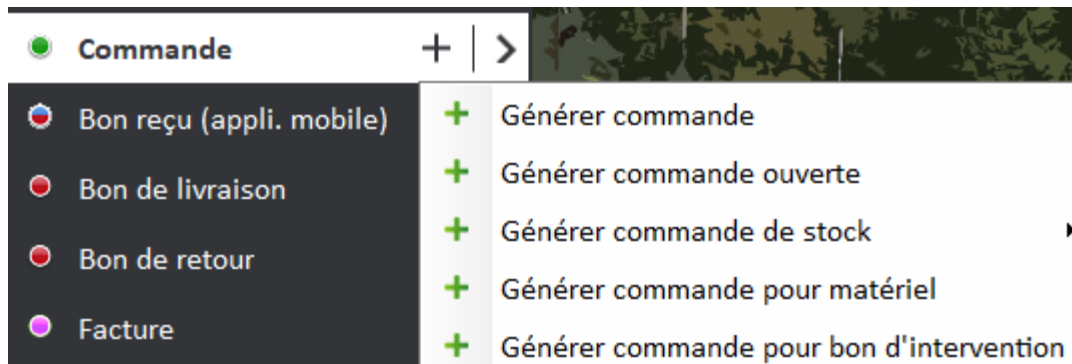 Commande
Bon reçu (appli. mobile)
Bon de livraison
Bon de retour
Facture
Générer commande
Générer commande ouverte
Générer commande de stock
Générer commande pour matériel
Générer commande pour bon d'intervention